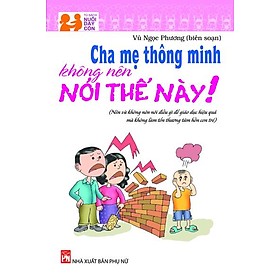 TỦ SÁCH
NUÔI
DẠY CON
Vũ Ngọc Phương (biên soạn)
Cha mẹ thông minh
không nên
NÓI THẾ NÀY!
(Nên và không nên nói điều gì để giáo dục hiệu quả
mà không làm tổn thương tâm hồn con trẻ)
NHÀ XUẤT BẢN PHỤ NỮ